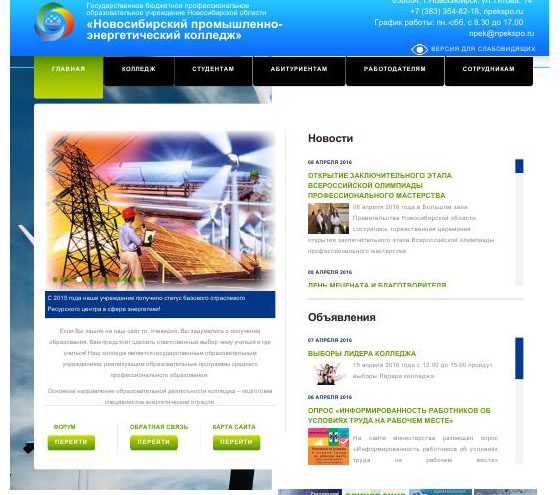 Государственное бюджетное профессиональное
образовательное учреждение Новосибирской области
«Новосибирский промышленно-
энергетический колледж»
630034, г.Новосибирск, ул.Титова, 14
+7 (383) 354-82-18, npekspo.ru
График работы: пн.-сб6, с 8.30 до 17.00
npek@npekspo.ru
ВЕРСИЯ ДЛЯ СЛАБОВИДЯЩИХ
ГЛАВНАЯ
КОЛЛЕДЖ
СТУДЕНТАМ
АБИТУРИЕНТАМ
РАБОТОДАТЕЛЯМ
СОТРУДНИКАМ
С 2015 года наше учреждение получило статус базового отраслевого
Ресурсного центра в сфере энергетики!
Если Вы зашли на наш сайт то, очевидно, Вы задумались о получении
образования. Вам предстоит сделать ответственный выбор чему учиться и где
учиться! Наш колледж является государственным образовательным
учреждением, реализующим образовательные программы среднего
профессионального образования.
Основное направление образовательной деятельности колледжа – подготовка
специалистов энергетической отрасли.
ФОРУМ
ПЕРЕЙТИ
ОБРАТНАЯ СВЯЗЬ
ПЕРЕЙТИ
КАРТА САЙТА
ПЕРЕЙТИ
Новости
08 АПРЕЛЯ 2016
ОТКРЫТИЕ ЗАКЛЮЧИТЕЛЬНОГО ЭТАПА
ВСЕРОССИЙСКОЙ ОЛИМПИАДЫ
ПРОФЕССИОНАЛЬНОГО МАСТЕРСТВА
08 апреля 2016 года в Большом зале
Правительства Новосибирской области
состоялась торжественная церемония
открытия заключительного этапа Всероссийской олимпиады
профессионального мастерства
08 АПРЕЛЯ 2016
ДЕНЬ МЕЦЕНАТА И БЛАГОТВОРИТЕЛЯ
Объявления
07 АПРЕЛЯ 2016
ВЫБОРЫ ЛИДЕРА КОЛЛЕДЖА
15 апреля 2016 года с 12.00 до 15.00 пройдут
выборы Лидера колледжа
06 АПРЕЛЯ 2016
ОПРОС «ИНФОРМИРОВАННОСТЬ РАБОТНИКОВ ОБ
УСЛОВИЯХ ТРУДА НА РАБОЧЕМ МЕСТЕ»
На сайте министерства размещен опрос
«Информированность работников об условиях
труда на рабочем месте»